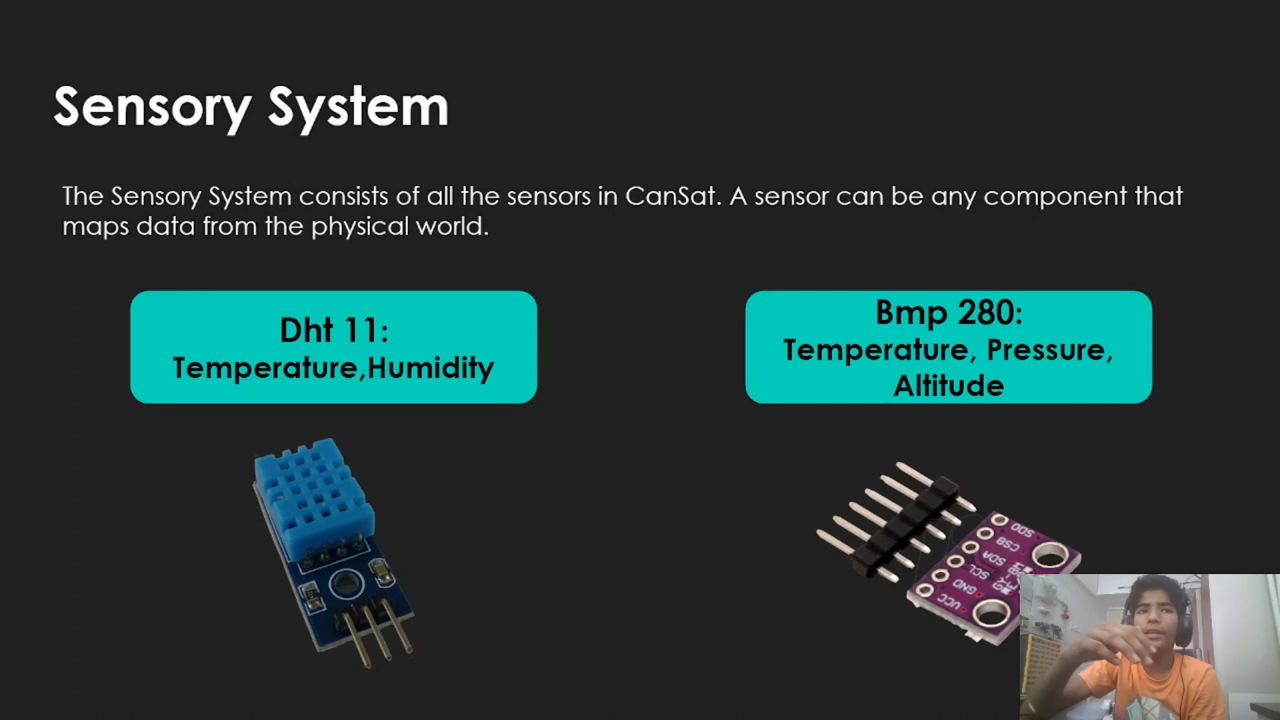 Sensory System
The Sensory System consists of all the sensors in CanSat. A sensor can be any component that
maps data from the physical world.
Dht 11:
Temperature,Humidity
Bmp 280:
Temperature, Pressure,
Altitude
SDO
CSB
SDA
SCL
GND
VCC